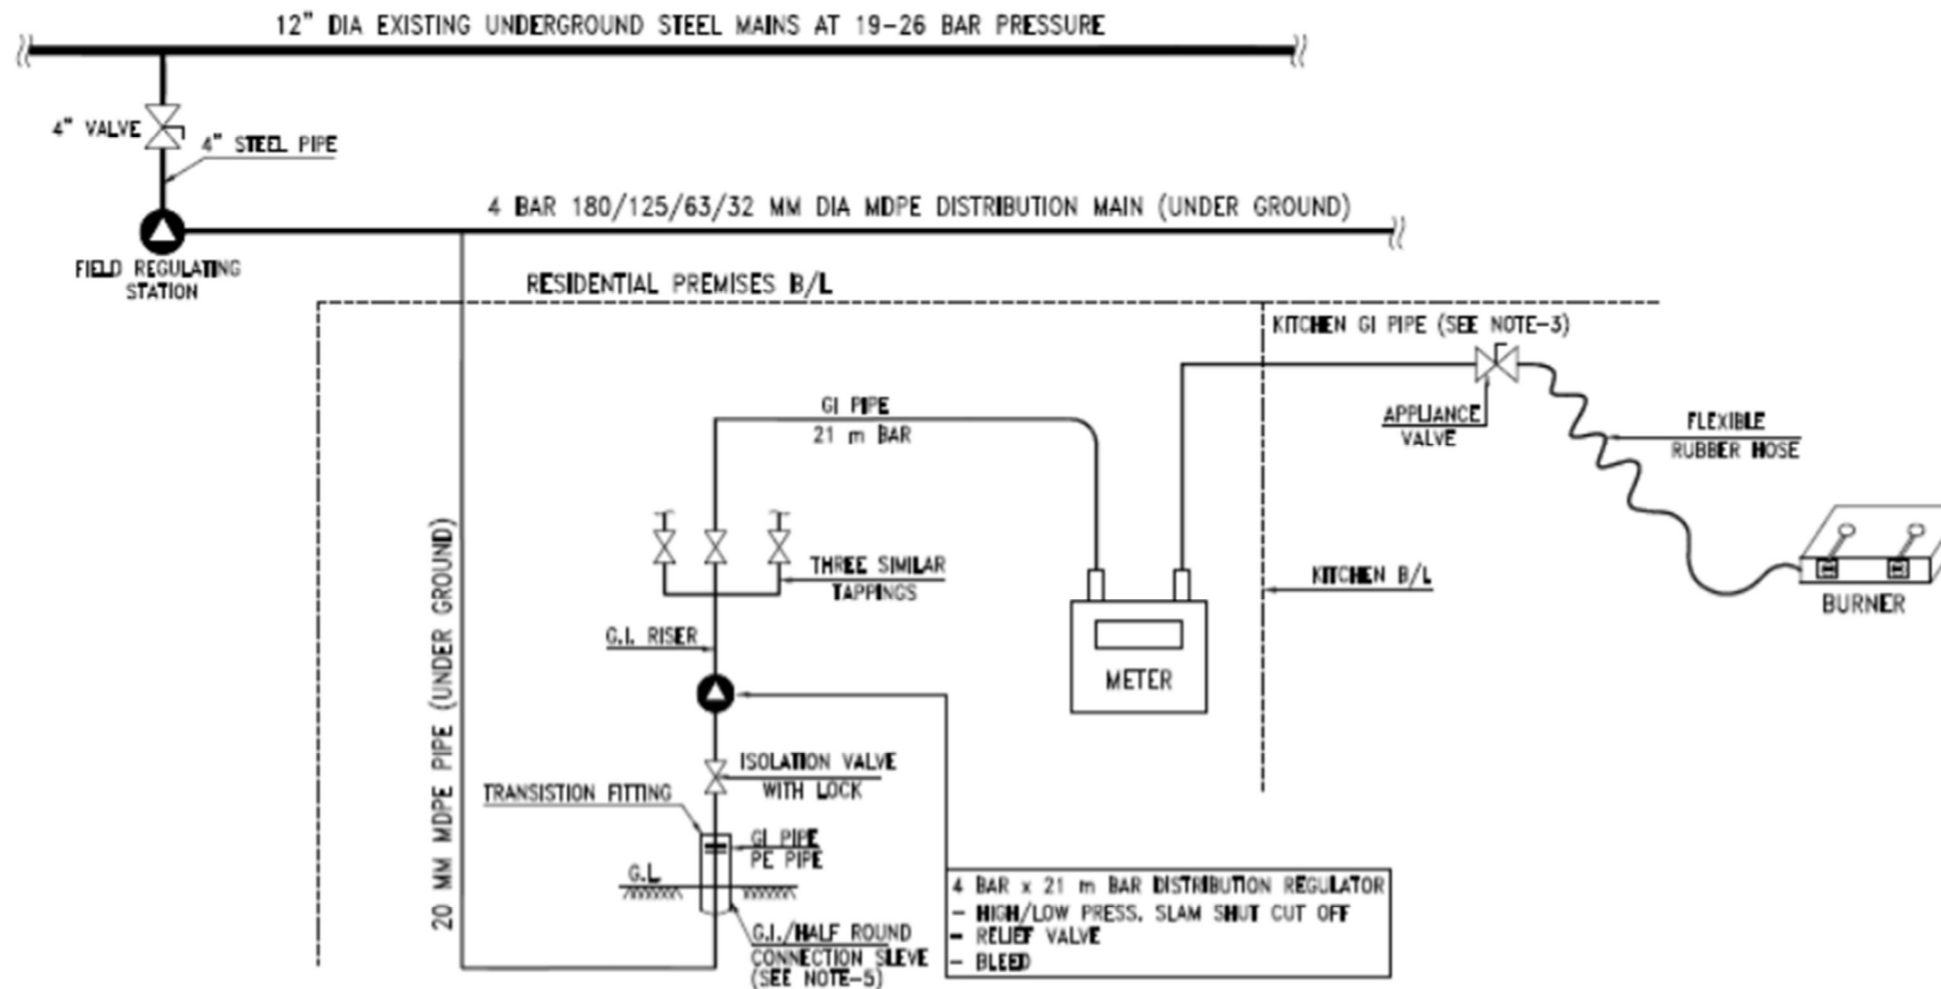 12" DIA EXISTING UNDERGROUND STEEL MAINS AT 19-26 BAR PRESSURE
4" VALVE
4" STEEL PIPE
4 BAR 180/125/63/32 MM DIA MDPE DISTRIBUTION MAIN (UNDER GROUND)
FIELD REGULATING
STATION
RESIDENTIAL PREMISES B/L
KITCHEN GI PIPE (SEE NOTE-3)
GI PIPE
21 m BAR
APPLIANCE
VALVE
FLEXIBLE
RUBBER HOSE
THREE SIMILAR
TAPPINGS
KITCHEN B/L
BURNER
G.I. RISER
METER
20 MM MDPE PIPE (UNDER GROUND)
ISOLATION VALVE
WITH LOCK
TRANSISTION FITTING
GI PIPE
PE PIPE
G.L
G.I./HALF ROUND
CONNECTION SLEVE
(SEE NOTE-5)
4 BAR x 21 m BAR DISTRIBUTION REGULATOR
- HIGH/LOW PRESS. SLAM SHUT CUT OFF
- RELIEF VALVE
- BLEED